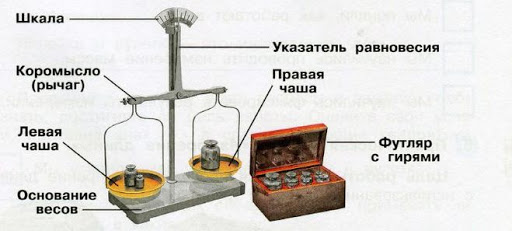 Шкала
Указатель равновесия
Коромысло
(рычаг)
Правая
чаша
Левая
чаша
Футляр
с гирями
Основание
весов